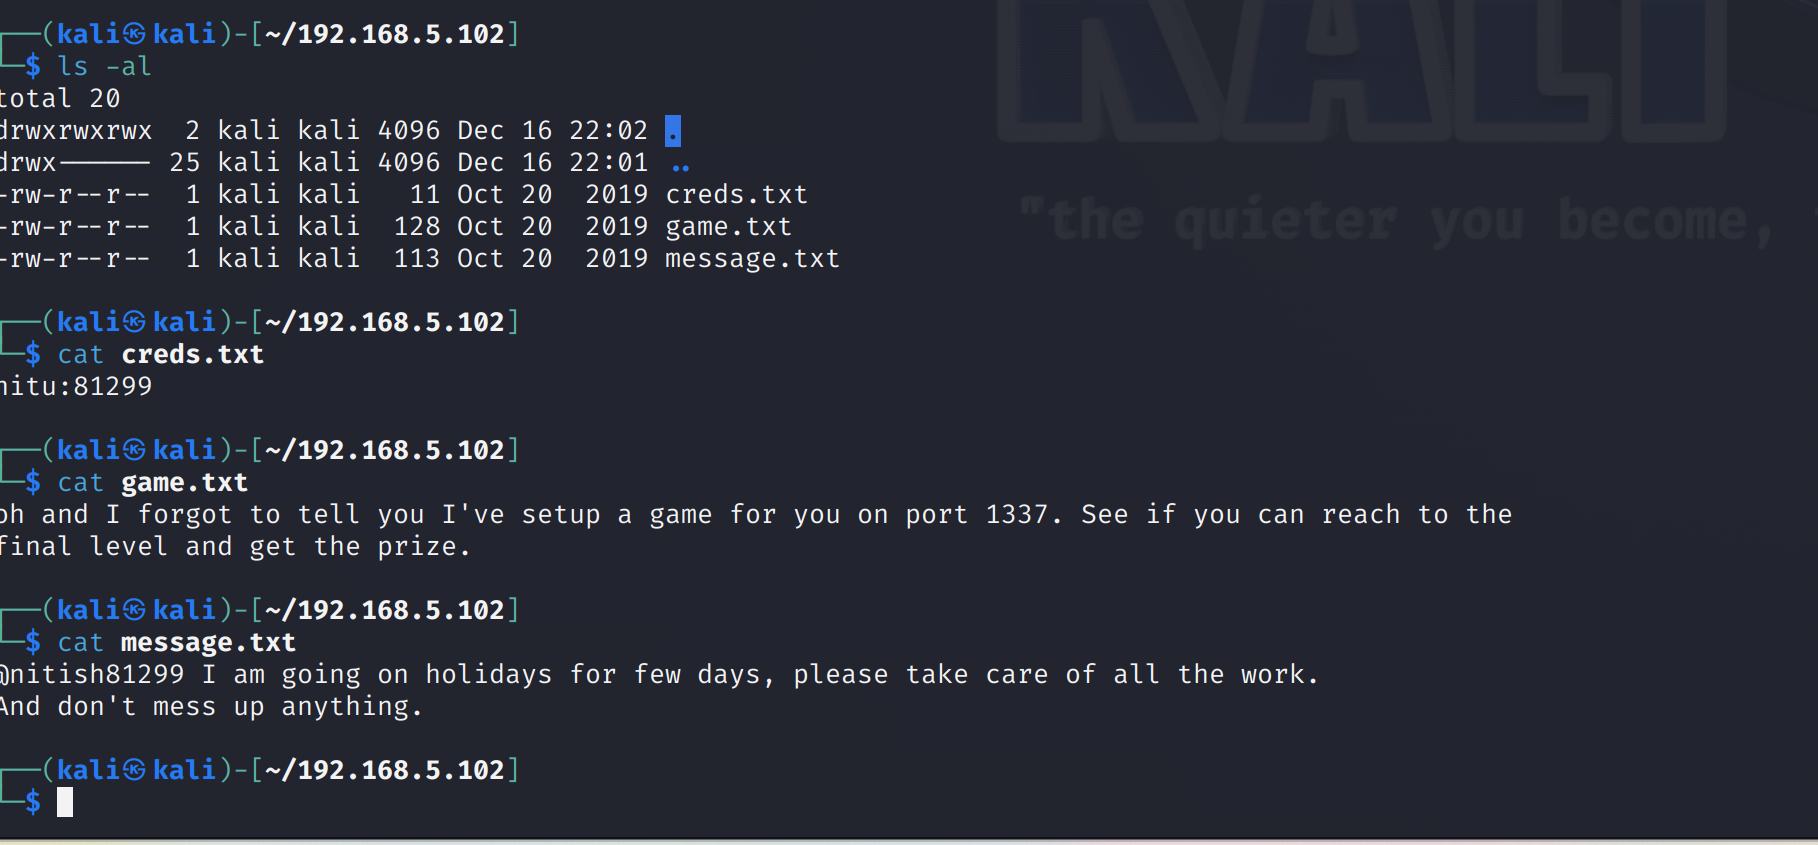 (kali㉿kali)-[~/192.168.5.102]
$ ls -al
total 20
drwxrwxrwx  2 kali kali 4096 Dec 16 22:02 .
drwx------ 25 kali kali 4096 Dec 16 22:01 ..
-rw-r--r--  1 kali kali   11 Oct 20  2019 creds.txt
-rw-r--r--  1 kali kali  128 Oct 20  2019 game.txt
-rw-r--r--  1 kali kali  113 Oct 20  2019 message.txt
KALI
"the quieter you become,
(kali㉿kali)-[~/192.168.5.102]
$ cat creds.txt
nitu:81299
(kali㉿kali)-[~/192.168.5.102]
$ cat game.txt
oh and I forgot to tell you I've setup a game for you on port 1337. See if you can reach to the
final level and get the prize.
(kali㉿kali)-[~/192.168.5.102]
$ cat message.txt
@nitish81299 I am going on holidays for few days, please take care of all the work.
And don't mess up anything.
(kali㉿kali)-[~/192.168.5.102]
$